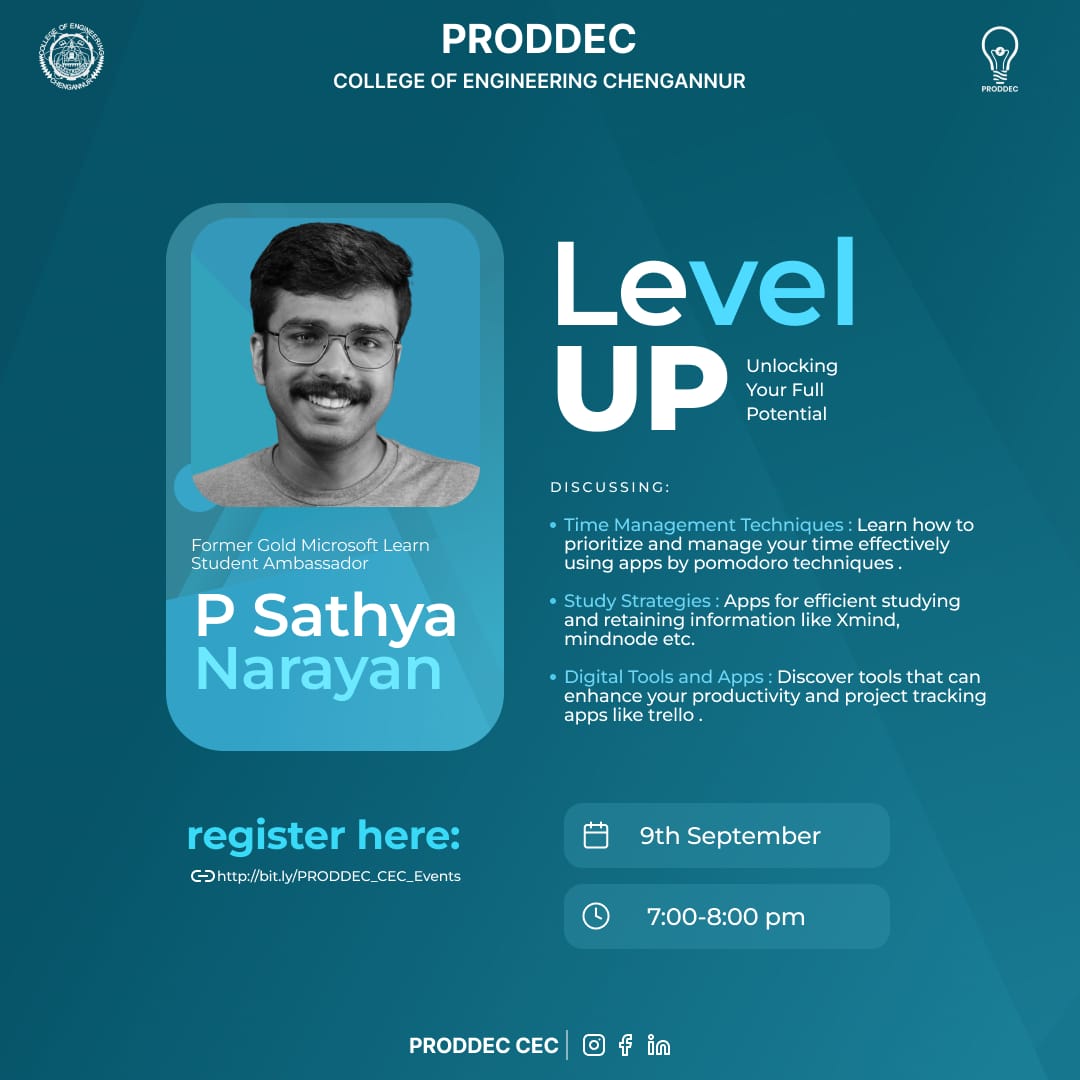 COLLEGE OF ENGINEERING
CHENGANNUR
PRODDEC
COLLEGE OF ENGINEERING CHENGANNUR
PRODDEC
Level
UP
Unlocking
Your Full
Potential
Former Gold Microsoft Learn
Student Ambassador
P Sathya
Narayan
DISCUSSING:
• Time Management Techniques : Learn how to
prioritize and manage your time effectively
using apps by pomodoro techniques .
• Study Strategies : Apps for efficient studying
and retaining information like Xmind,
mindnode etc.
• Digital Tools and Apps : Discover tools that can
enhance your productivity and project tracking
apps like trello .
register here:
http://bit.ly/PRODDEC_CEC_Events
9th September
7:00-8:00 pm
PRODDEC CEC